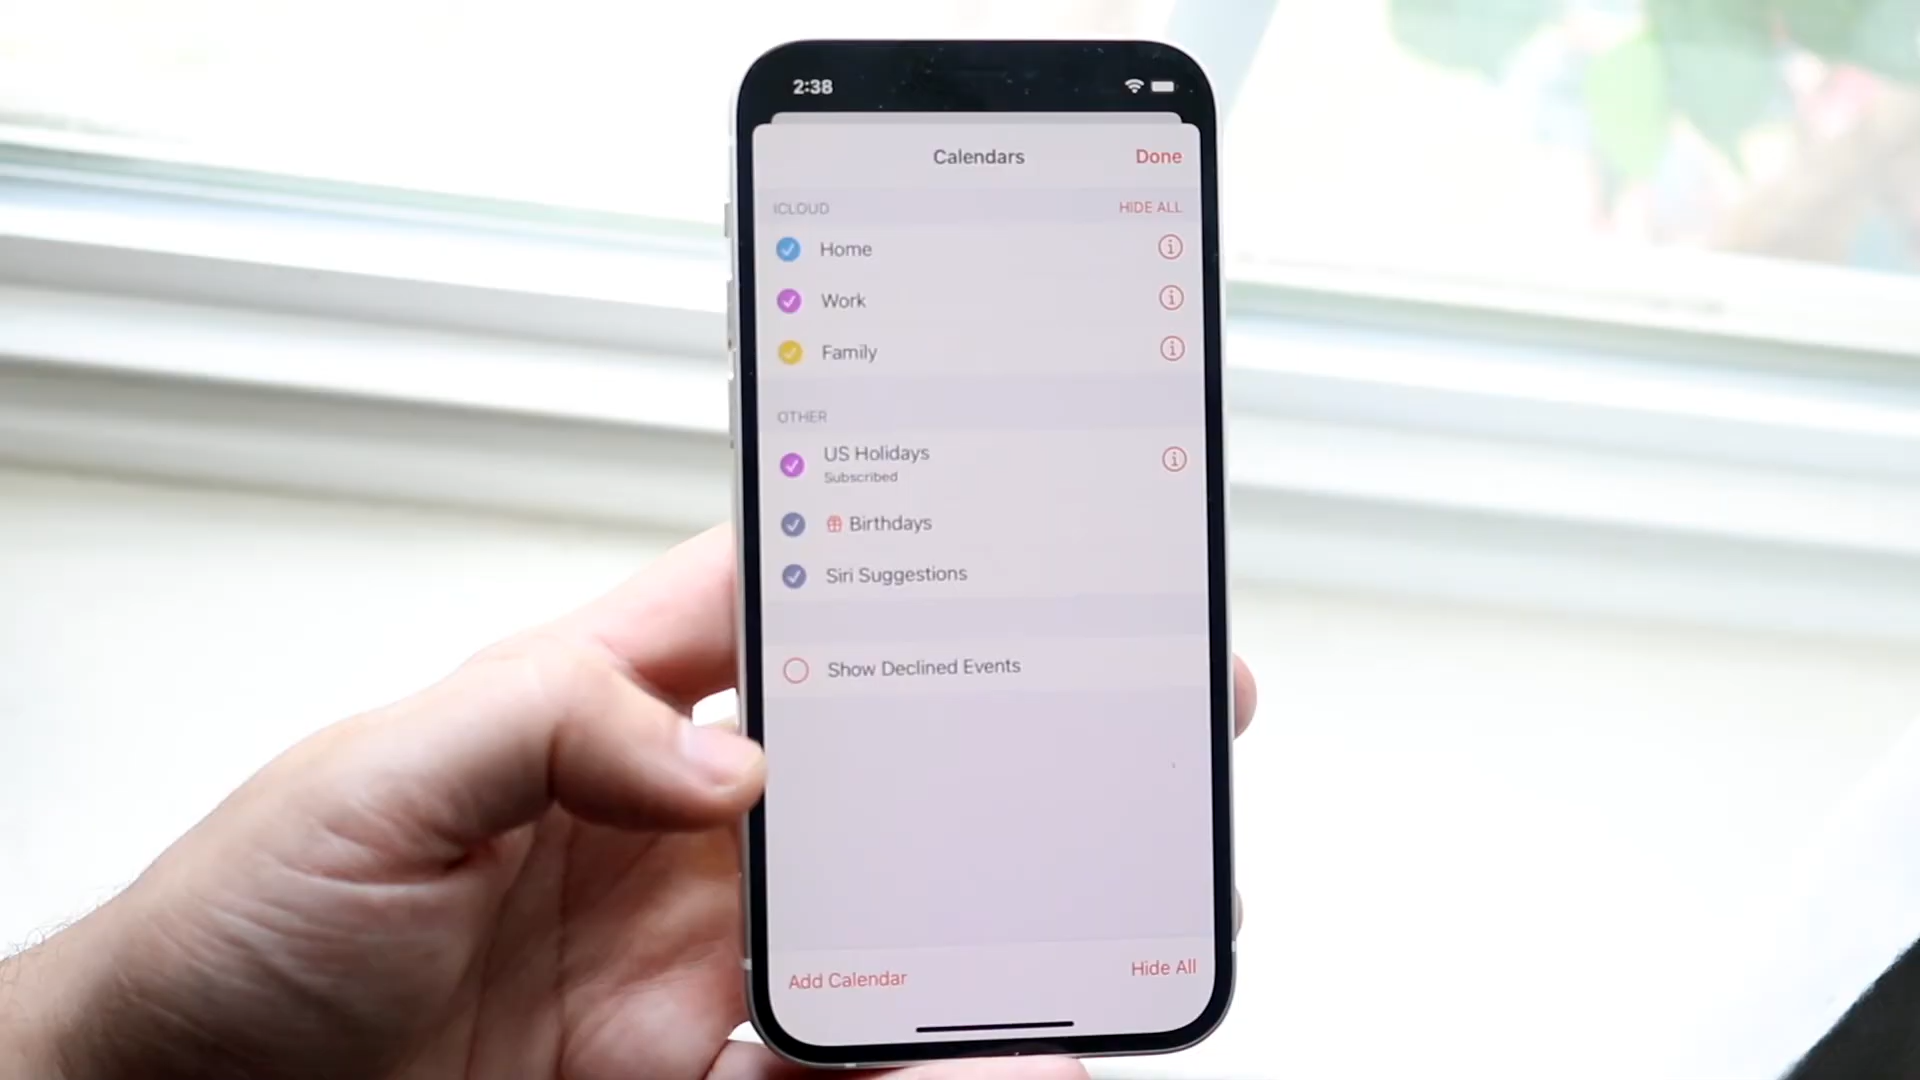 2:38
Calendars
Done
ICLOUD
HIDE ALL
Home
Work
Family
OTHER
US Holidays
Subscribed
Birthdays
Siri Suggestions
Show Declined Events
Add Calendar
Hide All